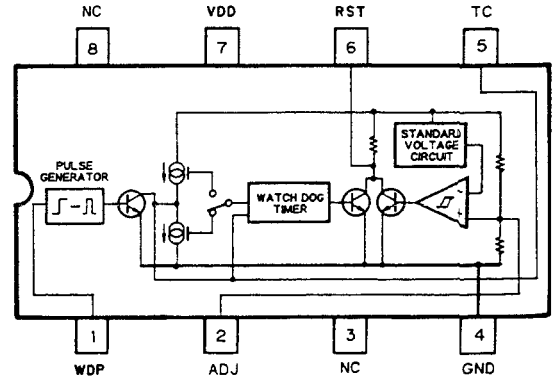 NC VDD RST TC
8 7 6 5
STANDARD
VOLTAGE
CIRCUIT
PULSE
GENERATOR
WATCH DOG
TIMER
1 2 3 4
WDP ADJ NC GND